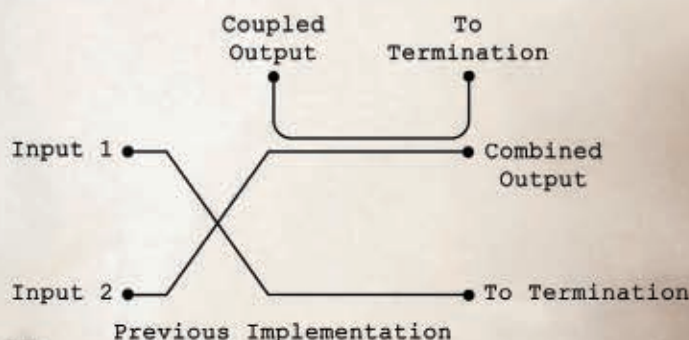 Coupled
Output
To
Termination
Input 1
Combined
Output
Input 2
To Termination
Previous Implementation